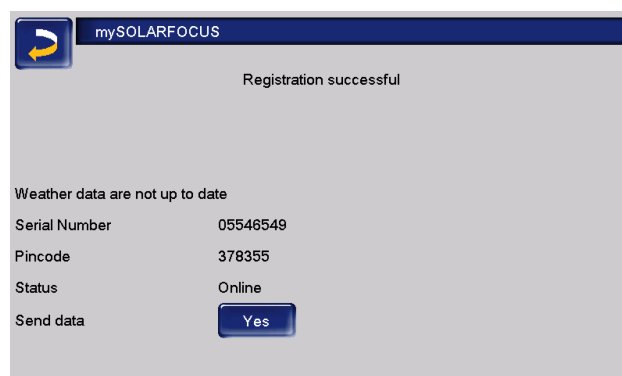 mySOLARFOCUS
Registration successful
Weather data are not up to date
Serial Number 05546549
Pincode 378355
Status Online
Send data Yes